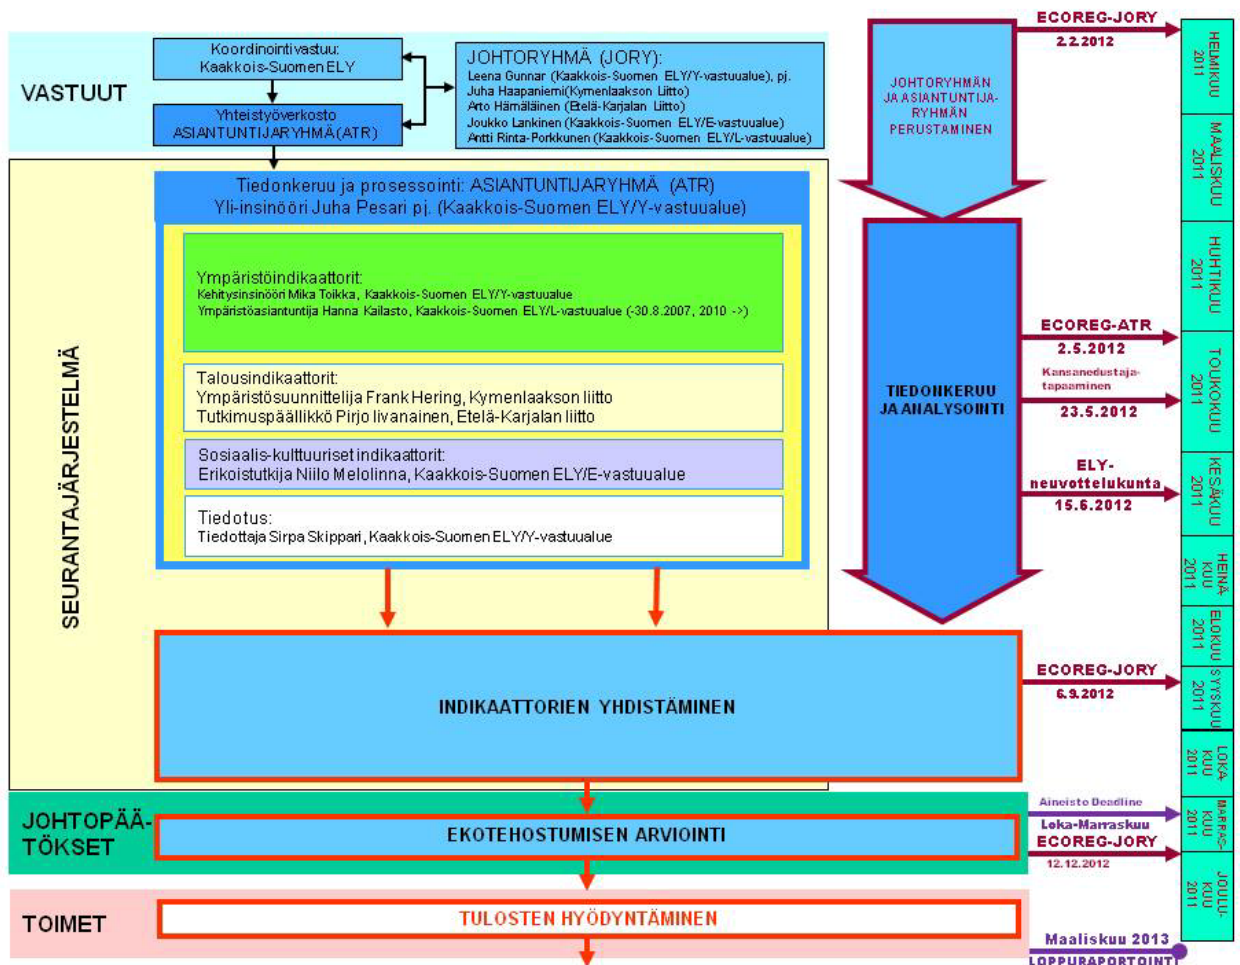 VASTUUT
Koordinointivastuu:
Kaakkois-Suomen ELY
Yhteistyöverkosto
ASIANTUNTIJARYHMÄ (ATR)
JOHTORYHMÄ (JORY):
Leena Gunnar (Kaakkois-Suomen ELY/Y-vastuualue), pj.
Juha Haapaniemi(Kymenlaakson Liitto)
Arto Hämäläinen (Etelä-Karjalan Liitto)
Joukko Lankinen (Kaakkois-Suomen ELY/E-vastuualue)
Antti Rinta-Porkkunen (Kaakkois-Suomen ELY/L-vastuualue)
SEURANTAJÄRJESTELMÄ
Tiedonkeruu ja prosessointi: ASIANTUNTIJARYHMÄ (ATR)
Yli-insinööri Juha Pesari pj. (Kaakkois-Suomen ELY/Y-vastuualue)
Ympäristöindikaattorit:
Kehitysinsinööri Mika Toikka, Kaakkois-Suomen ELY/Y-vastuualue
Ympäristöasiantuntija Hanna Kailasto, Kaakkois-Suomen ELY/L-vastuualue (-30.8.2007, 2010 ->)
Talousindikaattorit:
Ympäristösuunnittelija Frank Hering, Kymenlaakson liitto
Tutkimuspäällikkö Pirjo Iivanainen, Etelä-Karjalan liitto
Sosiaalis-kulttuuriset indikaattorit:
Erikoistutkija Niilo Melolinna, Kaakkois-Suomen ELY/E-vastuualue
Tiedotus:
Tiedottaja Sirpa Skippari, Kaakkois-Suomen ELY/Y-vastuualue
INDIKAATTORIEN YHDISTÄMINEN
JOHTOPÄÄ-
TÖKSET
EKOTEHOSTUMISEN ARVIOINTI
TOIMET
TULOSTEN HYÖDYNTÄMINEN
JOHTORYHMÄN
JA ASIANTUNTIJA-
RYHMÄN
PERUSTAMINEN
TIEDONKERUU
JA ANALYSOINTI
ECOREG-JORY
2.2.2012
ECOREG-ATR
2.5.2012
Kansanedustaja-
tapaaminen
23.5.2012
ELY-
neuvottelukunta
15.6.2012
ECOREG-JORY
6.9.2012
Aineisto Deadline
Loka-Marraskuu
ECOREG-JORY
12.12.2012
Maaliskuu 2013
LOPPURAPORTOINTI
HELMIKUU
2011
MAALISKUU
2011
HUHTIKUU
2011
TOUKOKUU
2011
KESÄKUU
2011
HEINÄ-
KUU
2011
ELOKUU
2011
SYYSKUU
2011
LOKA-
KUU
2011
MARRAS-
KUU
2011
JOULU-
KUU
2011